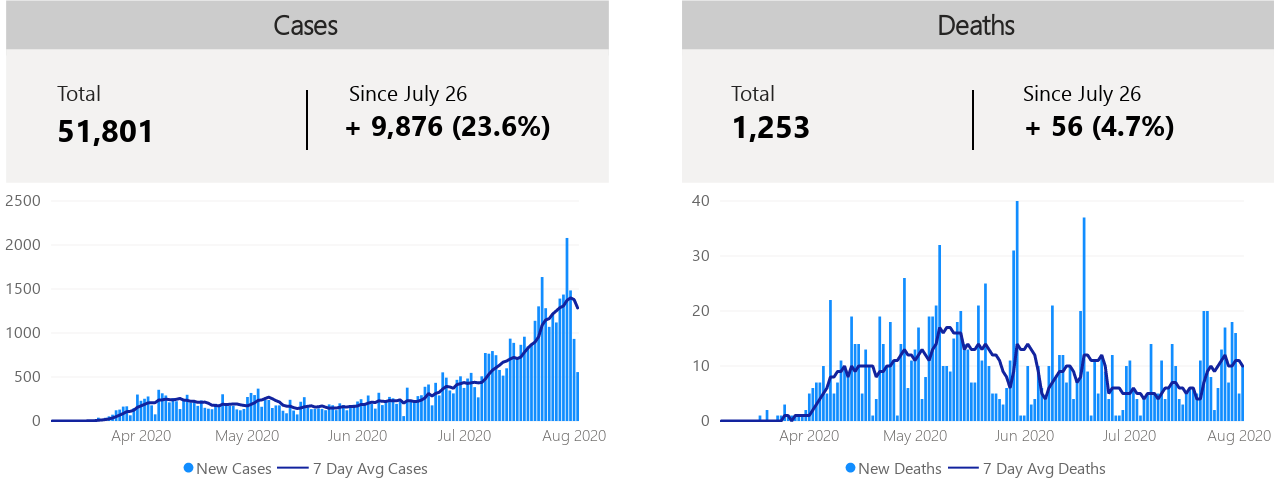 Cases
Total
51,801
Since July 26
+ 9,876 (23.6%)
2500
2000
1500
1000
500
0
Apr 2020 May 2020 Jun 2020 Jul 2020 Aug 2020
New Cases 7 Day Avg Cases
Deaths
Total
1,253
Since July 26
+ 56 (4.7%)
40
30
20
10
0
Apr 2020 May 2020 Jun 2020 Jul 2020 Aug 2020
New Deaths 7 Day Avg Deaths